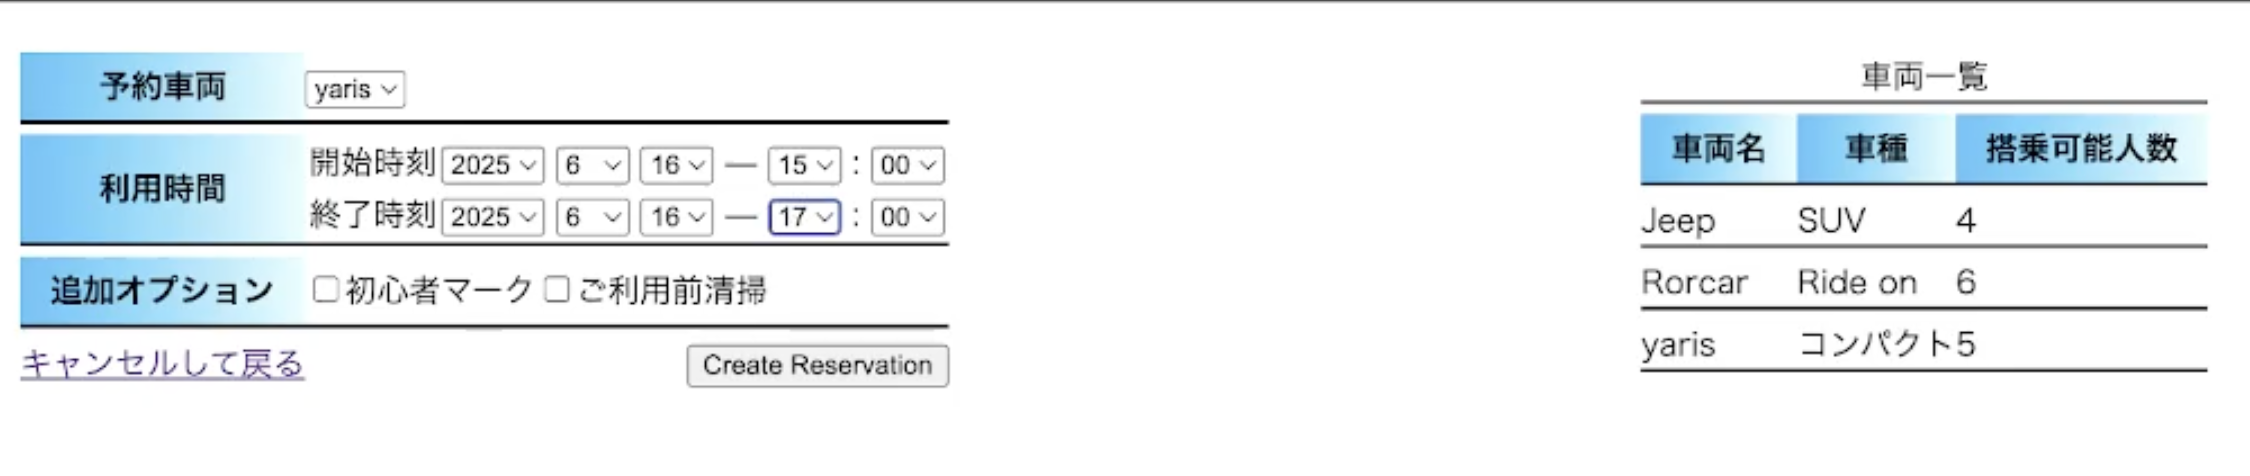 予約車両 yaris
利用時間
開始時刻 2025 6 16 — 15 : 00
終了時刻 2025 6 16 — 17 : 00
追加オプション 初心者マーク ご利用前清掃
キャンセルして戻る Create Reservation
車両一覧
車両名 車種 搭乗可能人数
Jeep SUV 4
Rorcar Ride on 6
yaris コンパクト 5